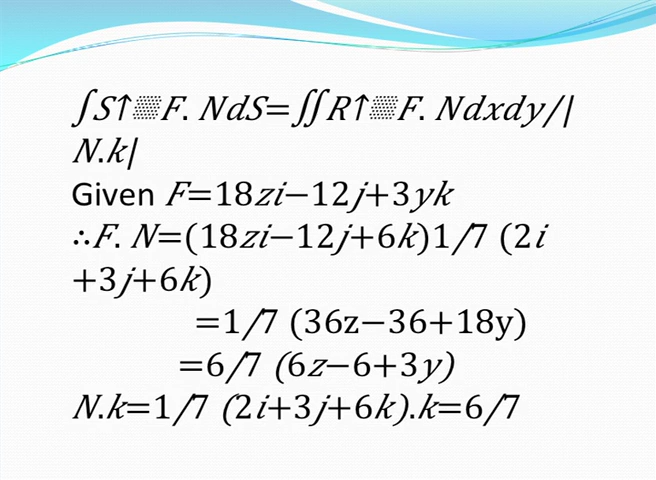 ∫S↑▒F. NdS=∬R↑▒F. Ndxdy/|
N.k|
Given F=18zi−12j+3yk
∴F. N=(18zi−12j+6k)1/7 (2i
+3j+6k)
=1/7 (36z−36+18y)
=6/7 (6z−6+3y)
N.k=1/7 (2i+3j+6k).k=6/7